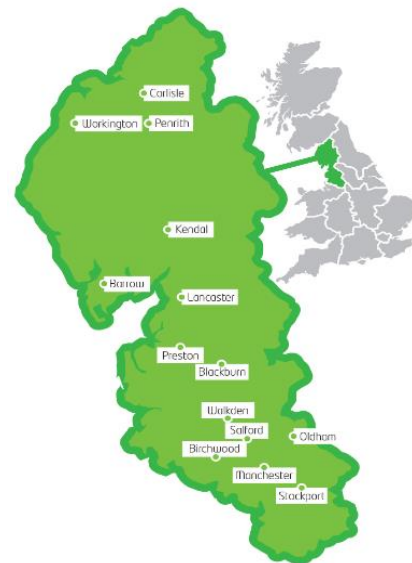 Carlisle
Workington
Penrith
Kendal
Barrow
Lancaster
Preston
Blackburn
Walkden
Salford
Oldham
Birchwood
Manchester
Stockport